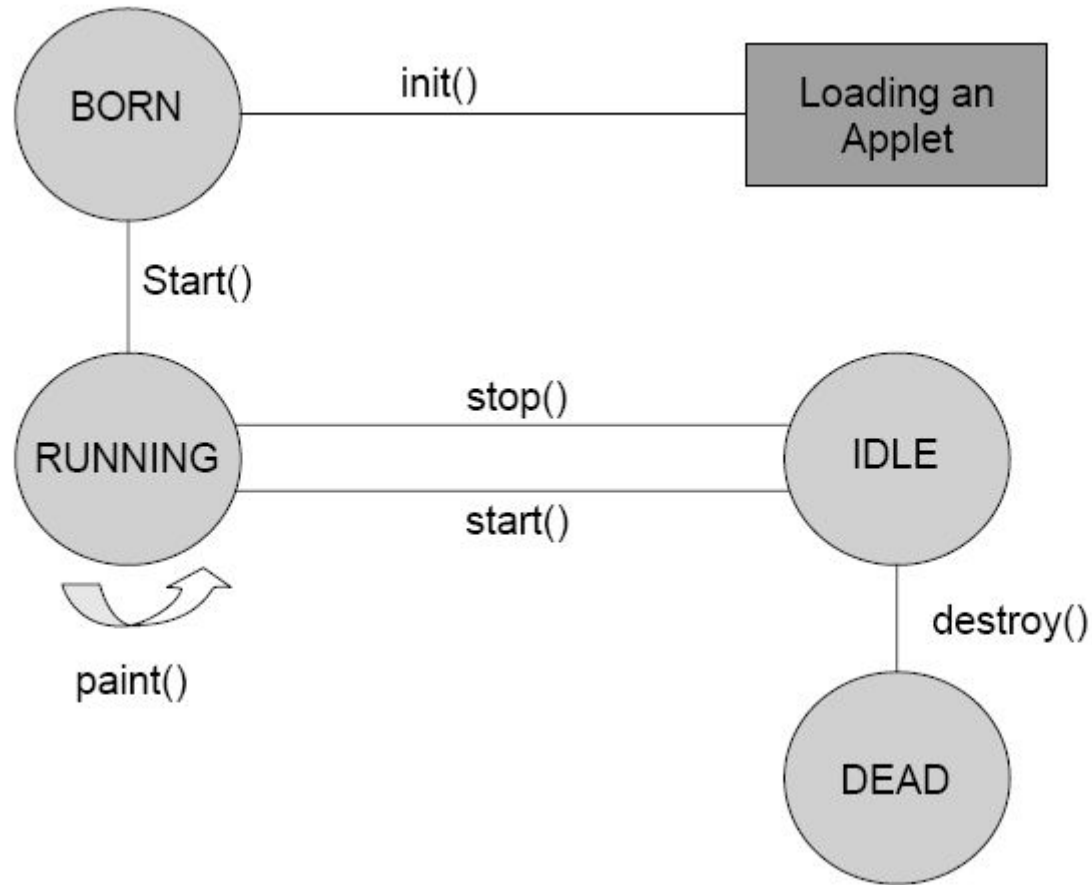 BORN
init()
Loading an
Applet
Start()
RUNNING
stop()
start()
IDLE
paint()
destroy()
DEAD